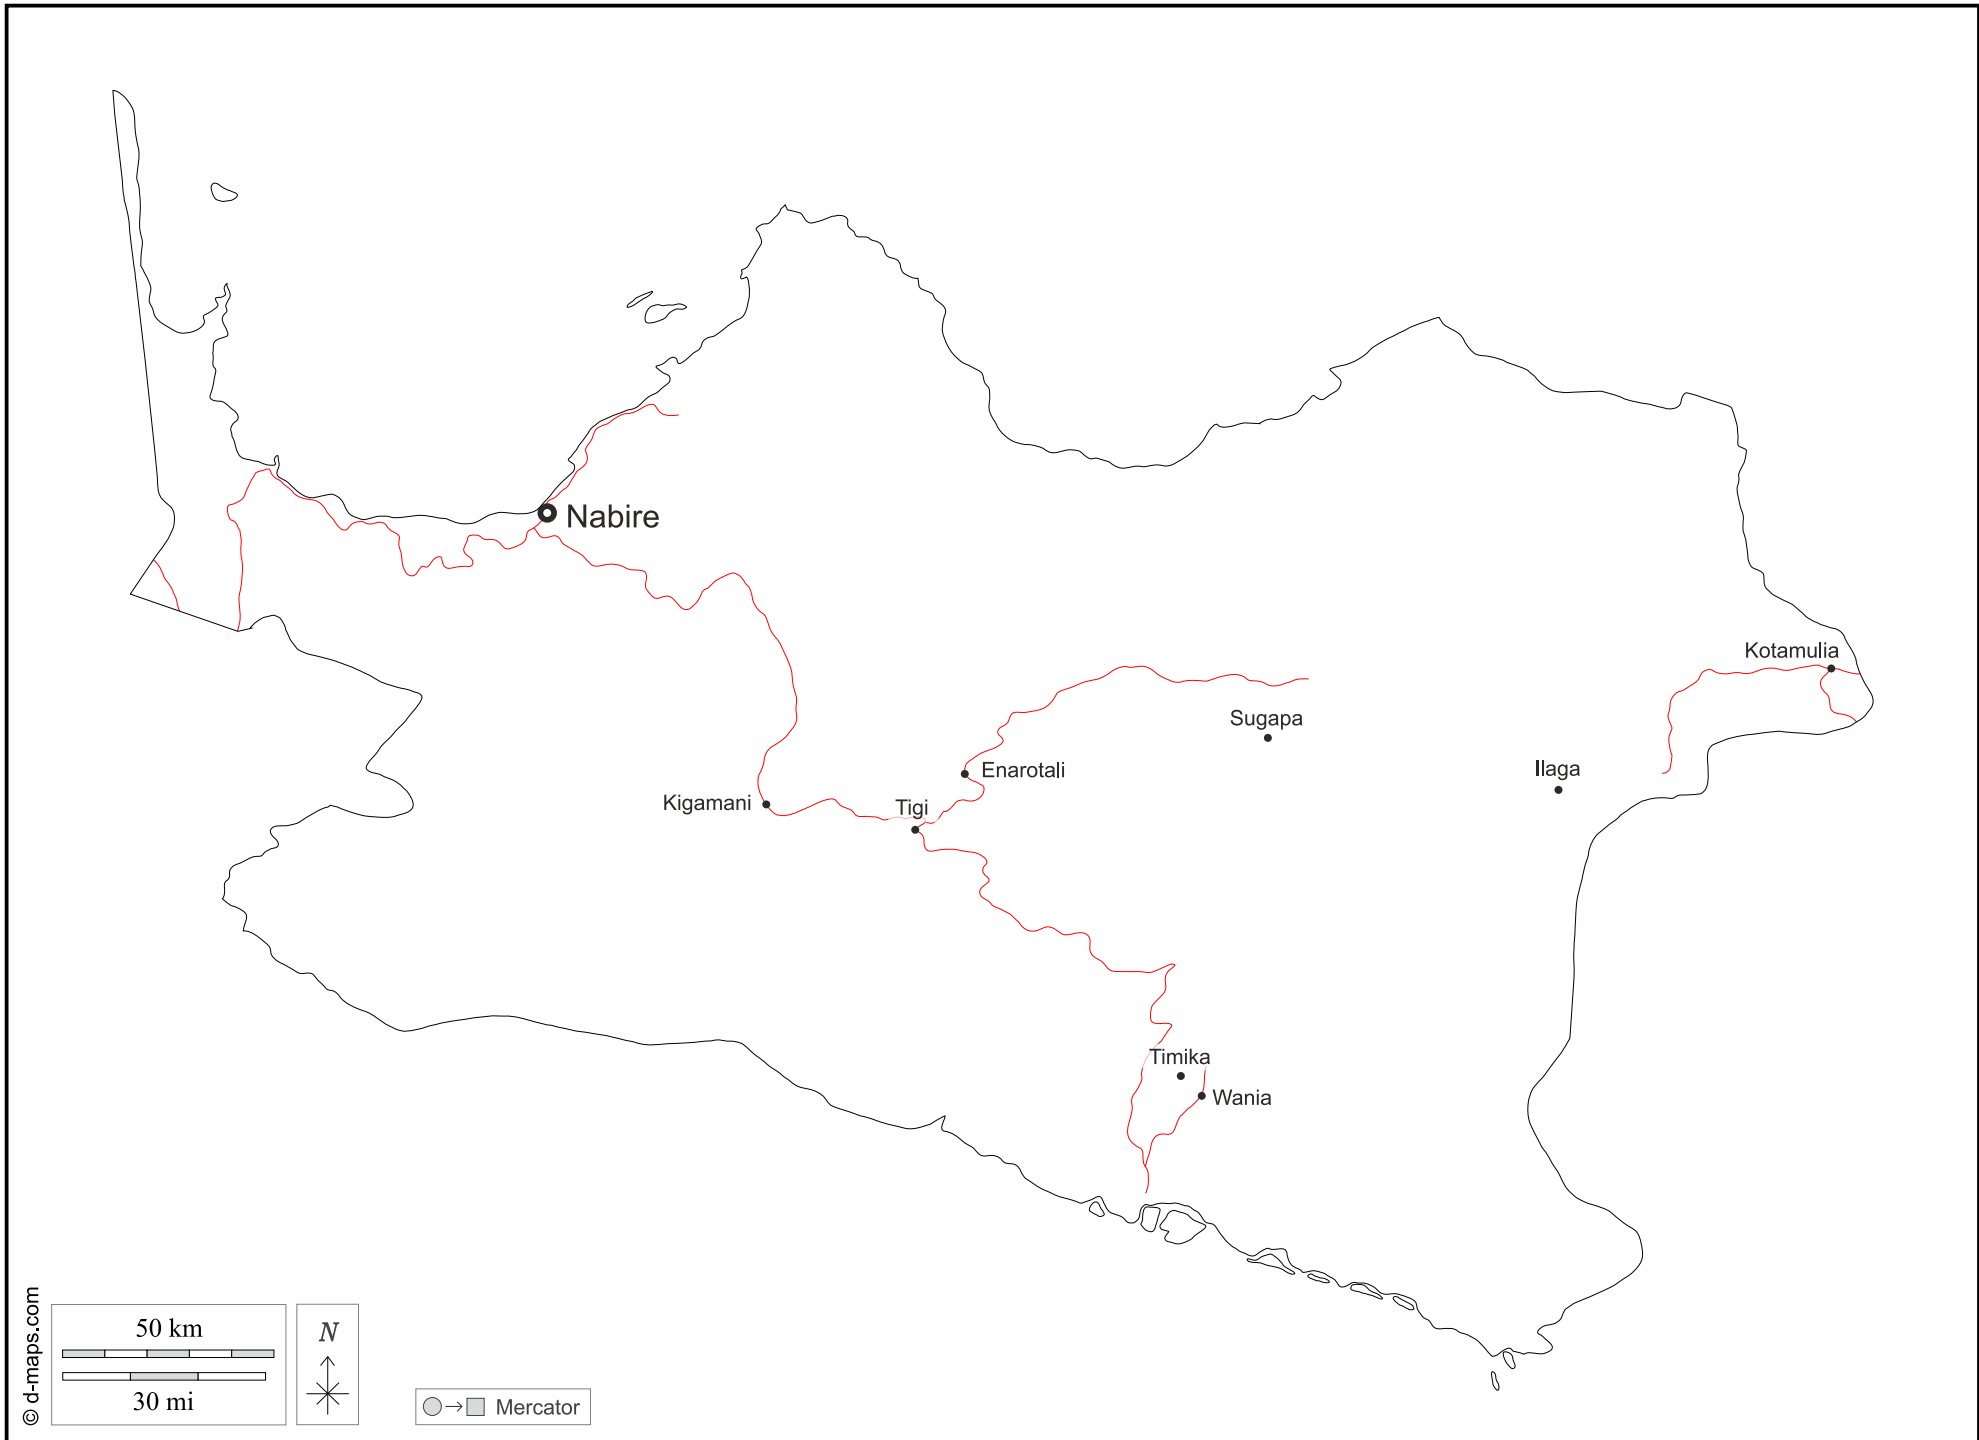 Nabire
Kotamulia
Sugapa
Enarotali
Ilaga
Kigamani
Tigi
Timika
Wania
© d-maps.com
50 km
30 mi
N
Mercator